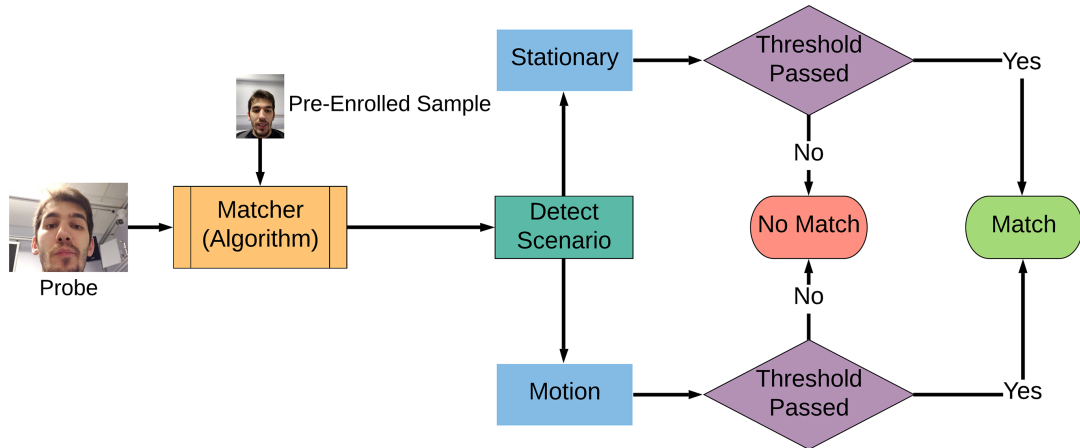 Stationary
Threshold
Passed
Yes
Pre-Enrolled Sample
No
Matcher
(Algorithm)
Detect
Scenario
No Match
Match
Probe
No
Motion
Threshold
Passed
Yes